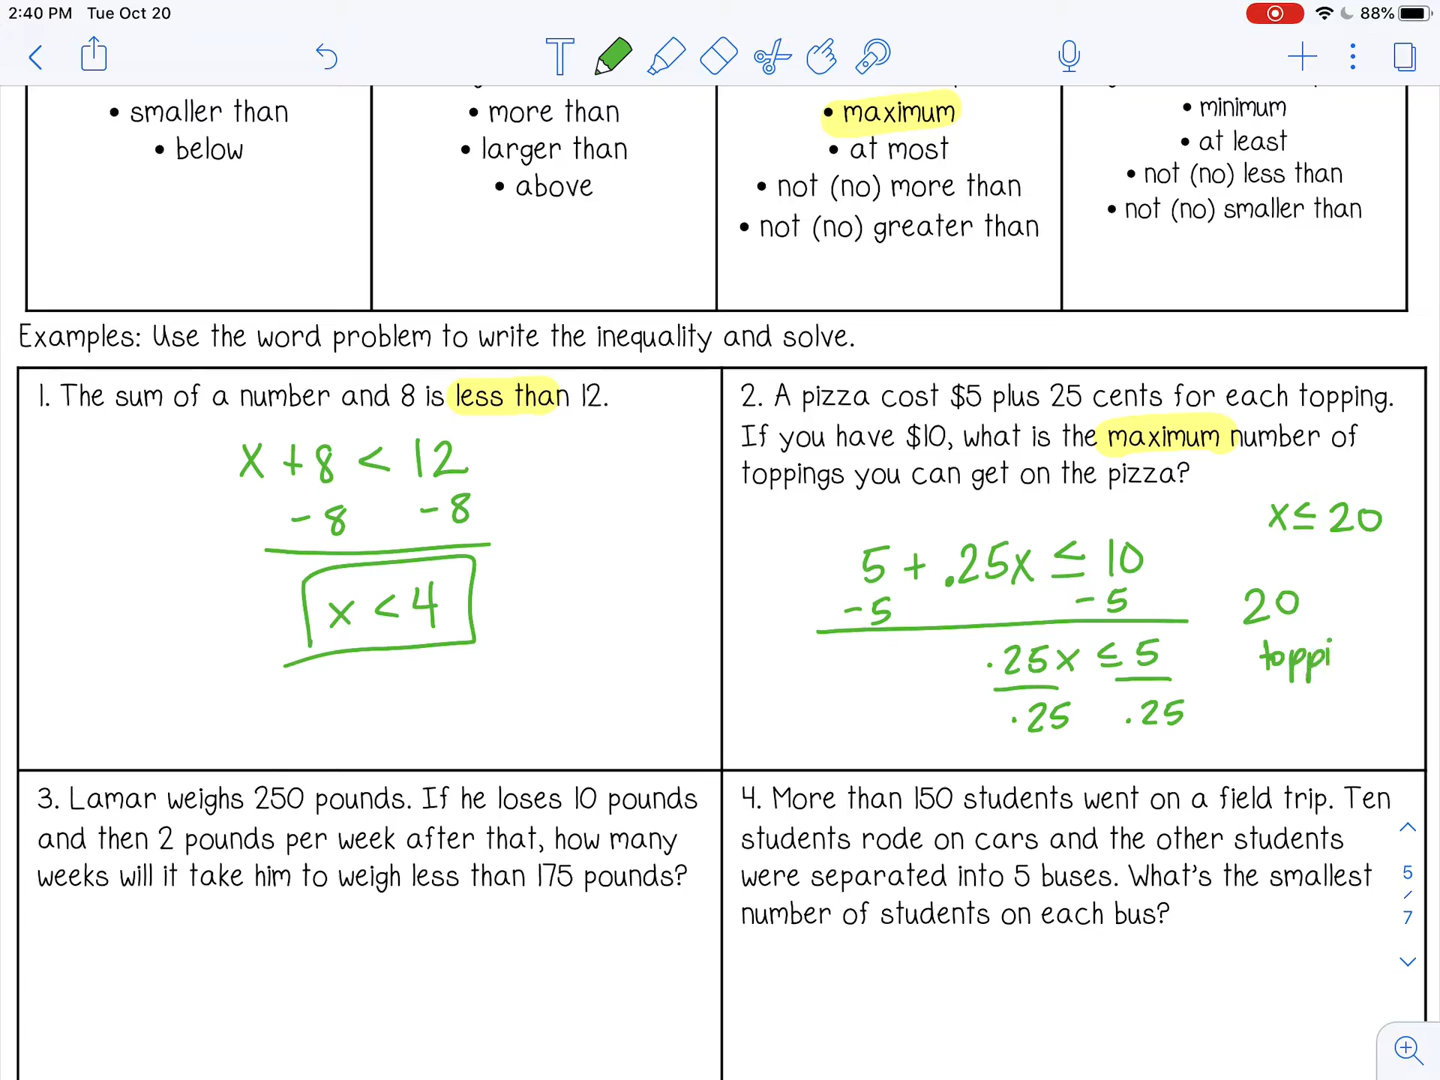 2:40 PM Tue Oct 20
88%
T
• smaller than
• below
• more than
• larger than
• above
• maximum
• at most
• not (no) more than
• not (no) greater than
• minimum
• at least
• not (no) less than
• not (no) smaller than
Examples: Use the word problem to write the inequality and solve.
1. The sum of a number and 8 is less than 12.
x + 8 < 12
- 8 - 8
x < 4
2. A pizza cost $5 plus 25 cents for each topping.
If you have $10, what is the maximum number of
toppings you can get on the pizza?
x ≤ 20
5 + .25x ≤ 10
-5 - 5
20
.25x ≤ 5
toppi
.25 .25
3. Lamar weighs 250 pounds. If he loses 10 pounds
and then 2 pounds per week after that, how many
weeks will it take him to weigh less than 175 pounds?
4. More than 150 students went on a field trip. Ten
students rode on cars and the other students
were separated into 5 buses. What's the smallest
number of students on each bus?
5
/
7